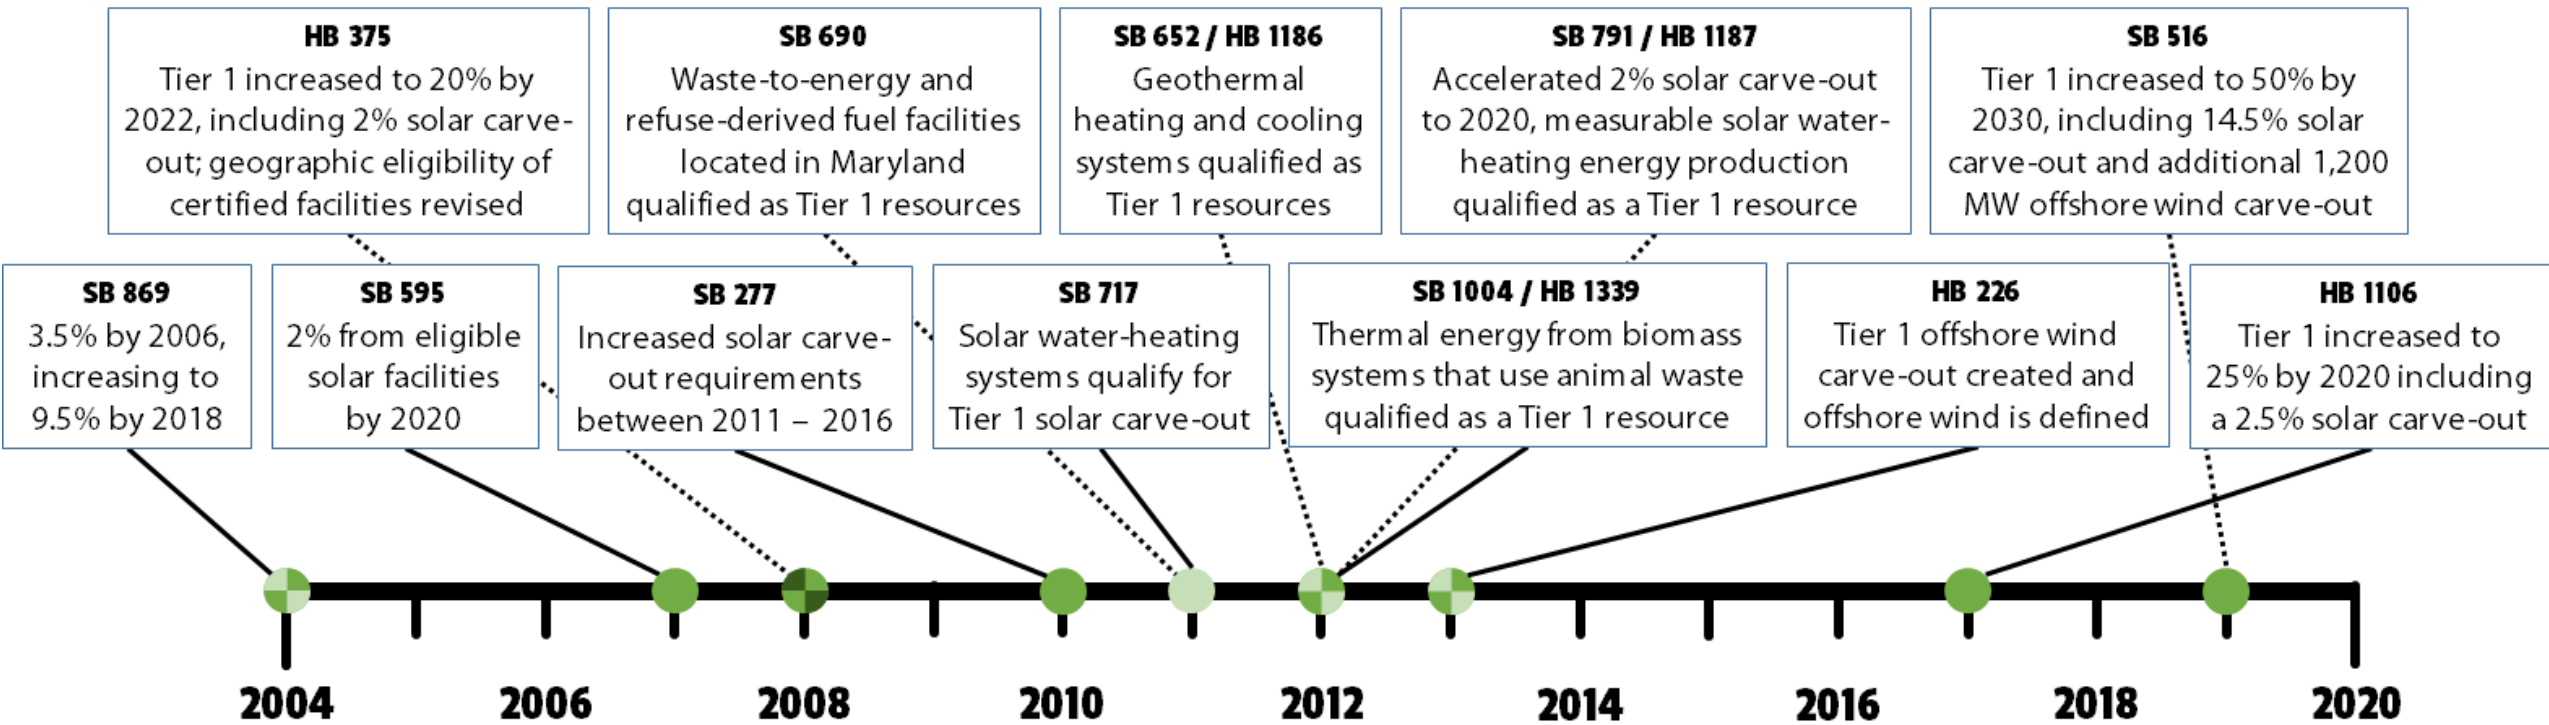 HB 375
Tier 1 increased to 20% by
2022, including 2% solar carve-
out; geographic eligibility of
certified facilities revised
SB 690
Waste-to-energy and
refuse-derived fuel facilities
located in Maryland
qualified as Tier 1 resources
SB 652 / HB 1186
Geothermal
heating and cooling
systems qualified as
Tier 1 resources
SB 791 / HB 1187
Accelerated 2% solar carve-out
to 2020, measurable solar water-
heating energy production
qualified as a Tier 1 resource
SB 516
Tier 1 increased to 50% by
2030, including 14.5% solar
carve-out and additional 1,200
MW offshore wind carve-out
SB 869
3.5% by 2006,
increasing to
9.5% by 2018
SB 595
2% from eligible
solar facilities
by 2020
SB 277
Increased solar carve-
out requirements
between 2011 – 2016
SB 717
Solar water-heating
systems qualify for
Tier 1 solar carve-out
SB 1004 / HB 1339
Thermal energy from biomass
systems that use animal waste
qualified as a Tier 1 resource
HB 226
Tier 1 offshore wind
carve-out created and
offshore wind is defined
HB 1106
Tier 1 increased to
25% by 2020 including
a 2.5% solar carve-out
2004 2006 2008 2010 2012 2014 2016 2018 2020